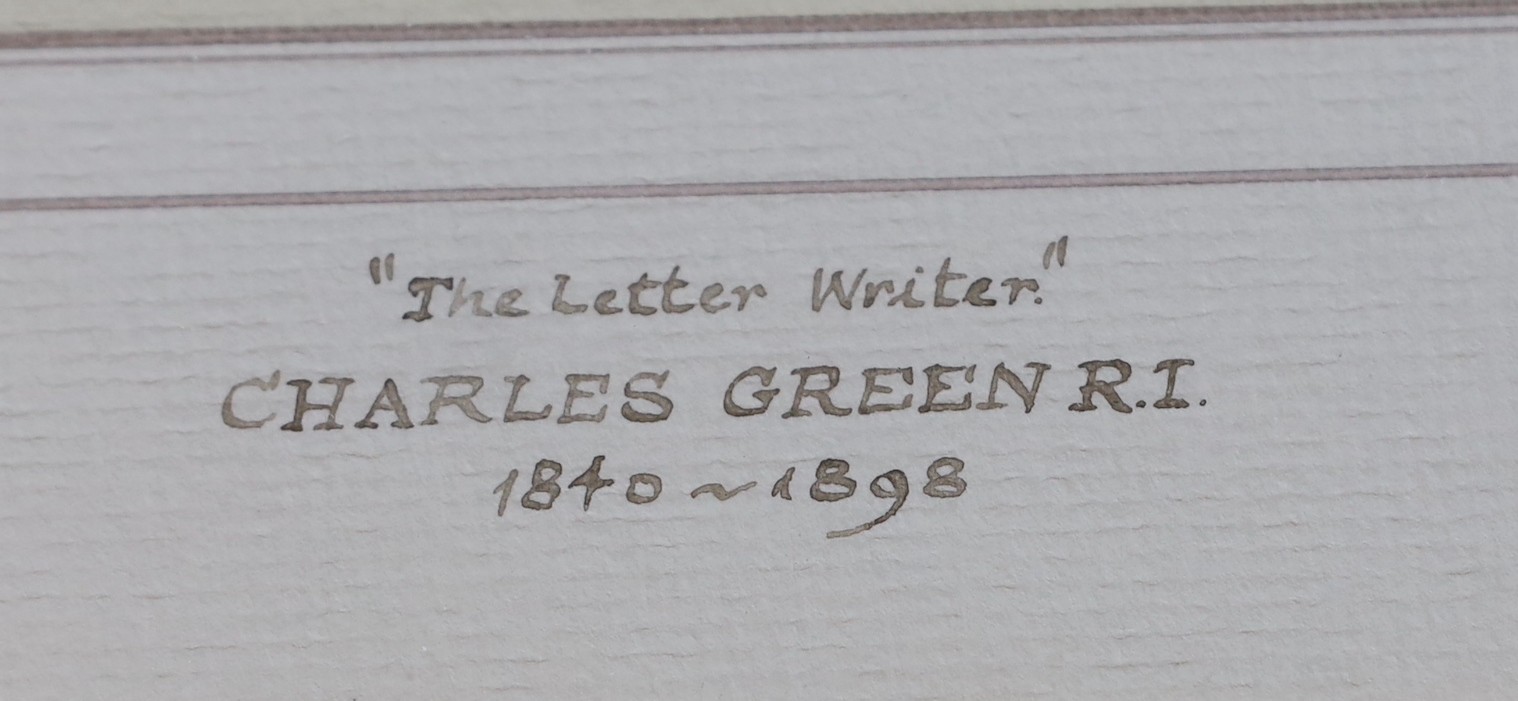 "The Letter Writer."
CHARLES GREEN R.I.
1840 ~ 1898